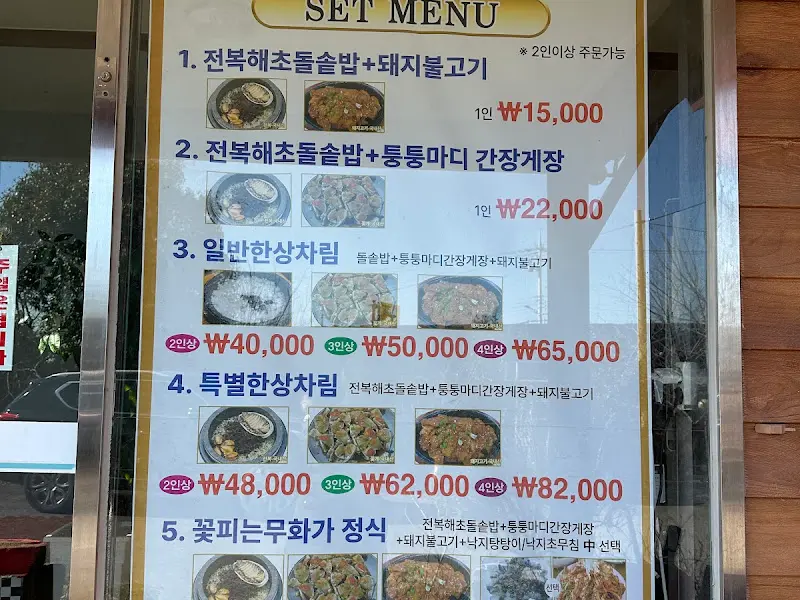 SET MENU
※ 2인이상 주문가능
1. 전복해초돌솥밥+돼지불고기
1인 ₩15,000
2. 전복해초돌솥밥+퉁퉁마디 간장게장
1인 ₩22,000
3. 일반한상차림 돌솥밥+퉁퉁마디간장게장+돼지불고기
2인상 ₩40,000 3인상 ₩50,000 4인상 ₩65,000
4. 특별한상차림 전복해초돌솥밥+퉁퉁마디간장게장+돼지불고기
2인상 ₩48,000 3인상 ₩62,000 4인상 ₩82,000
5. 꽃피는무화가 정식 전복해초돌솥밥+퉁퉁마디간장게장
+돼지불고기+낙지탕탕이/낙지초무침 中 선택
선택